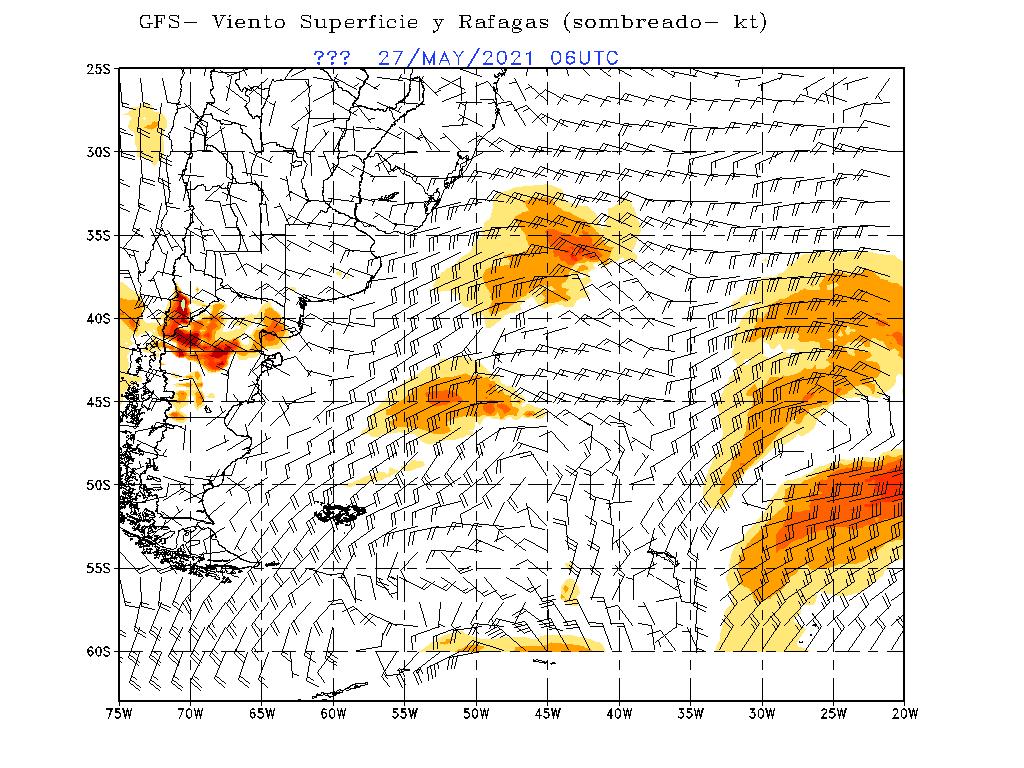 GFS− Viento Superficie y Rafagas (sombreado− kt)
??? 27/MAY/2021 06UTC
25S
30S
35S
40S
45S
50S
55S
60S
75W 70W 65W 60W 55W 50W 45W 40W 35W 30W 25W 20W